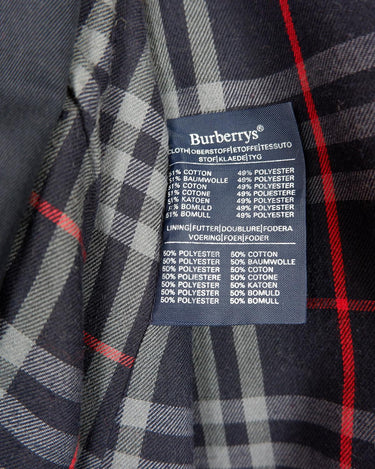 Burberrys®
CLOTH|OBERSTOFF|ETOFFE|TESSUTO
STOF|KLAEDE|TYG
51% COTTON 49% POLYESTER
51% BAUMWOLLE 49% POLYESTER
51% COTON 49% POLYESTER
51% COTONE 49% POLIESTERE
51% KATOEN 49% POLYESTER
51% BOMULD 49% POLYESTER
51% BOMULL 49% POLYESTER
LINING|FUTTER|DOUBLURE|FODERA
VOERING|FOER|FODER
50% POLYESTER 50% COTTON
50% POLYESTER 50% BAUMWOLLE
50% POLYESTER 50% COTON
50% POLIESTERE 50% COTONE
50% POLYESTER 50% KATOEN
50% POLYESTER 50% BOMULD
50% POLYESTER 50% BOMULL